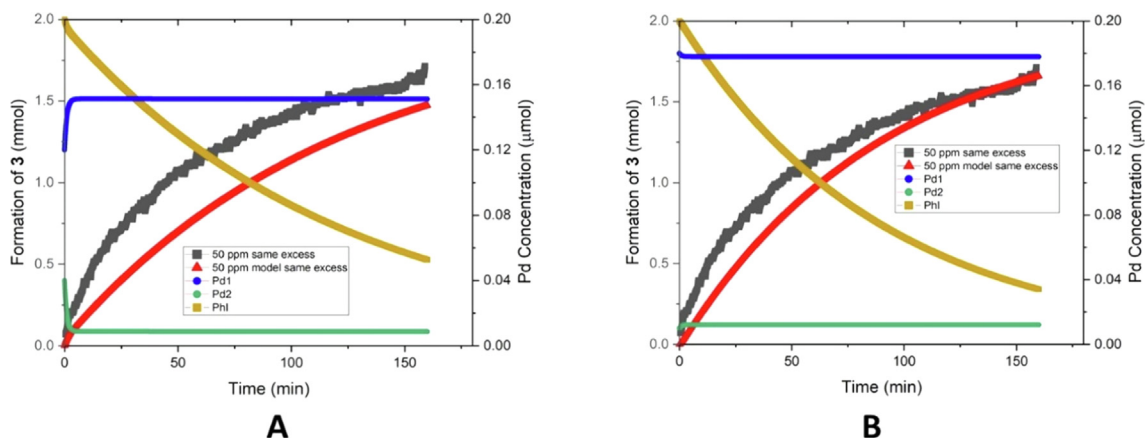 A
B
Formation of 3 (mmol)
2.0
1.5
1.0
0.5
0.0
0.20
0.16
0.12
0.08
0.04
0.00
Pd Concentration (μmol)
50 ppm same excess
50 ppm model same excess
Pd1
Pd2
PhI
0 50 100 150
Time (min)
A
Formation of 3 (mmol)
2.0
1.5
1.0
0.5
0.0
0.20
0.16
0.12
0.08
0.04
0.00
Pd Concentration (μmol)
50 ppm same excess
50 ppm model same excess
Pd1
Pd2
PhI
0 50 100 150
Time (min)
B